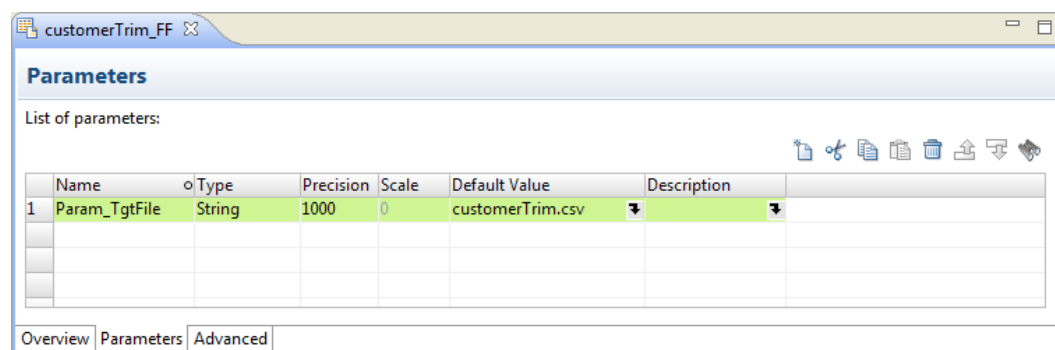 customerTrim_FF
Parameters
List of parameters:
Name Type Precision Scale Default Value Description
1 Param_TgtFile String 1000 0 customerTrim.csv
Overview Parameters Advanced